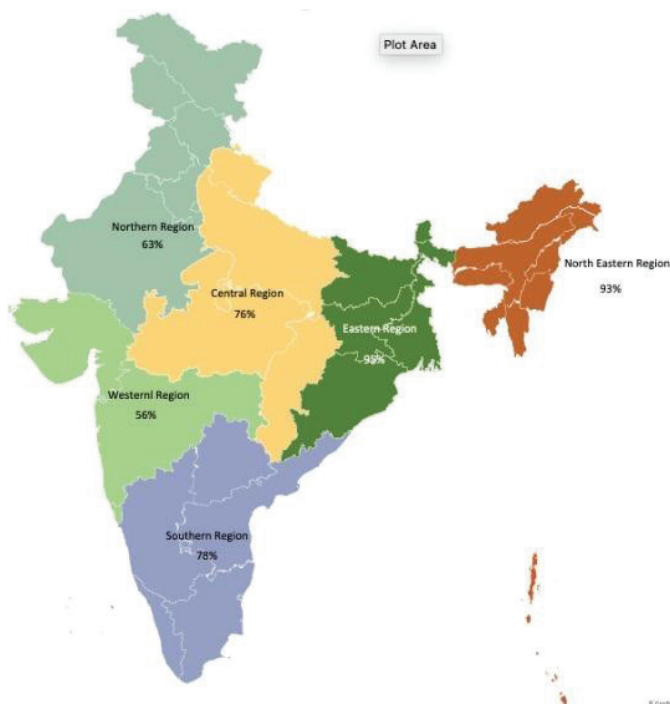 Plot Area
Northern Region
63%
North Eastern Region
93%
Central Region
76%
Eastern Region
95%
Westernl Region
56%
Southern Region
78%